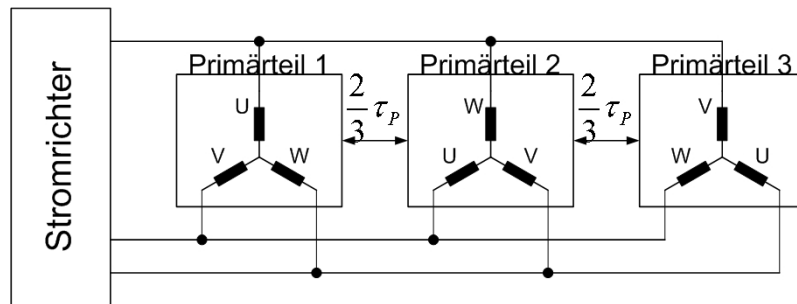 Stromrichter
Primärteil 1
Primärteil 2
Primärteil 3
U
V
W
2/3 τP
W
U
V
2/3 τP
V
W
U